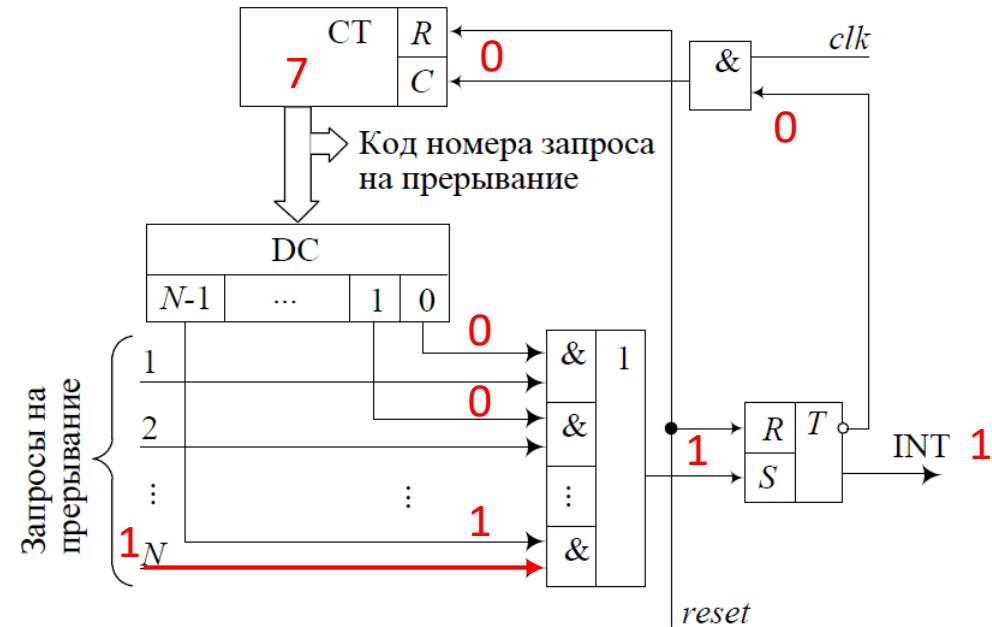 CT R
7 C
0
& clk
0
Код номера запроса
на прерывание
DC
N-1 ... 1 0
0
1
& 1
0
2
&
Запросы на
прерывание
⋮ ⋮ ⋮
1
N
1
&
1
R T
S
INT 1
reset